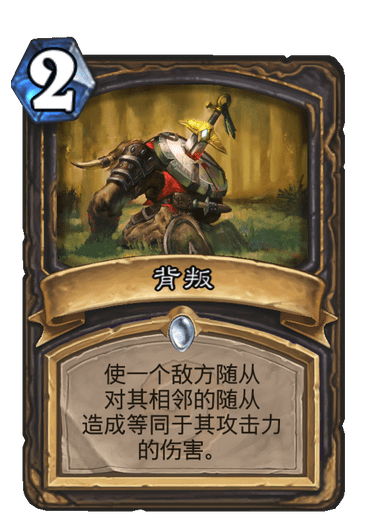 2
背叛
使一个敌方随从
对其相邻的随从
造成等同于其攻击力
的伤害。